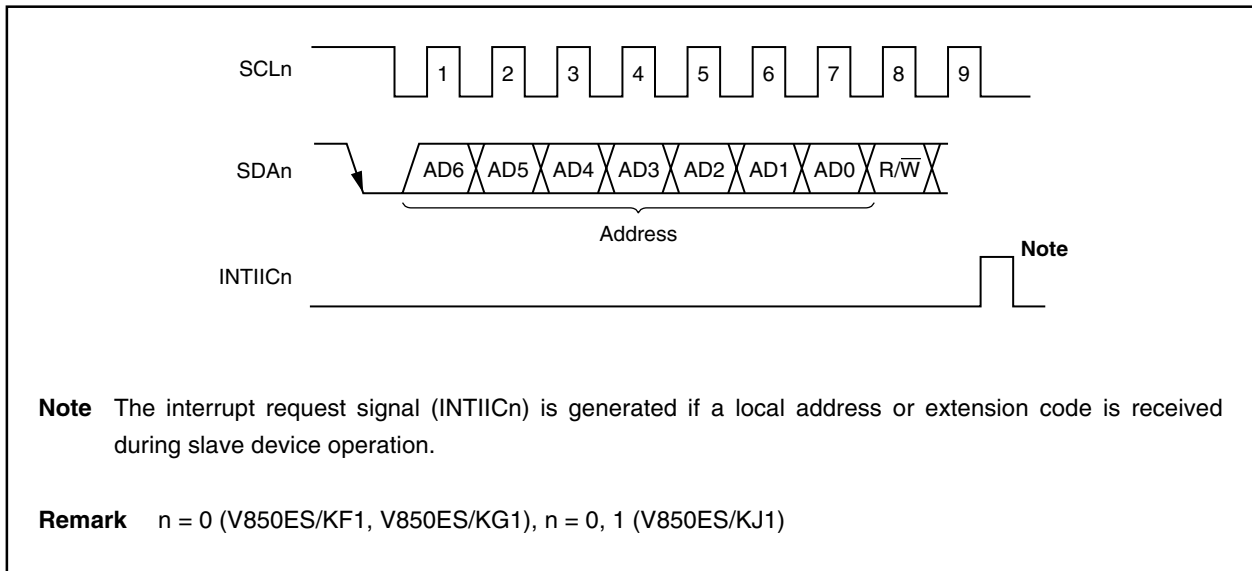 SCLn
1 2 3 4 5 6 7 8 9
SDAn
AD6 AD5 AD4 AD3 AD2 AD1 AD0 R/W̅
Address
INTIICn
Note
Note The interrupt request signal (INTIICn) is generated if a local address or extension code is received
during slave device operation.
Remark n = 0 (V850ES/KF1, V850ES/KG1), n = 0, 1 (V850ES/KJ1)